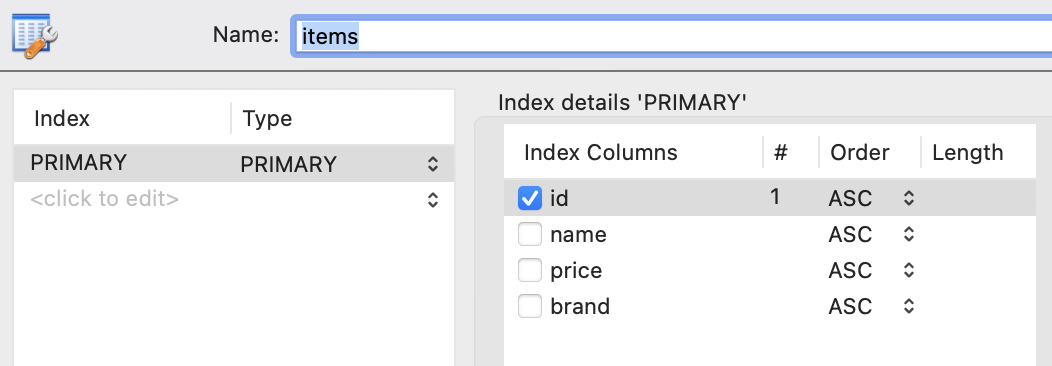 Name: items
Index Type
PRIMARY PRIMARY
<click to edit>
Index details 'PRIMARY'
Index Columns # Order Length
id 1 ASC
name ASC
price ASC
brand ASC